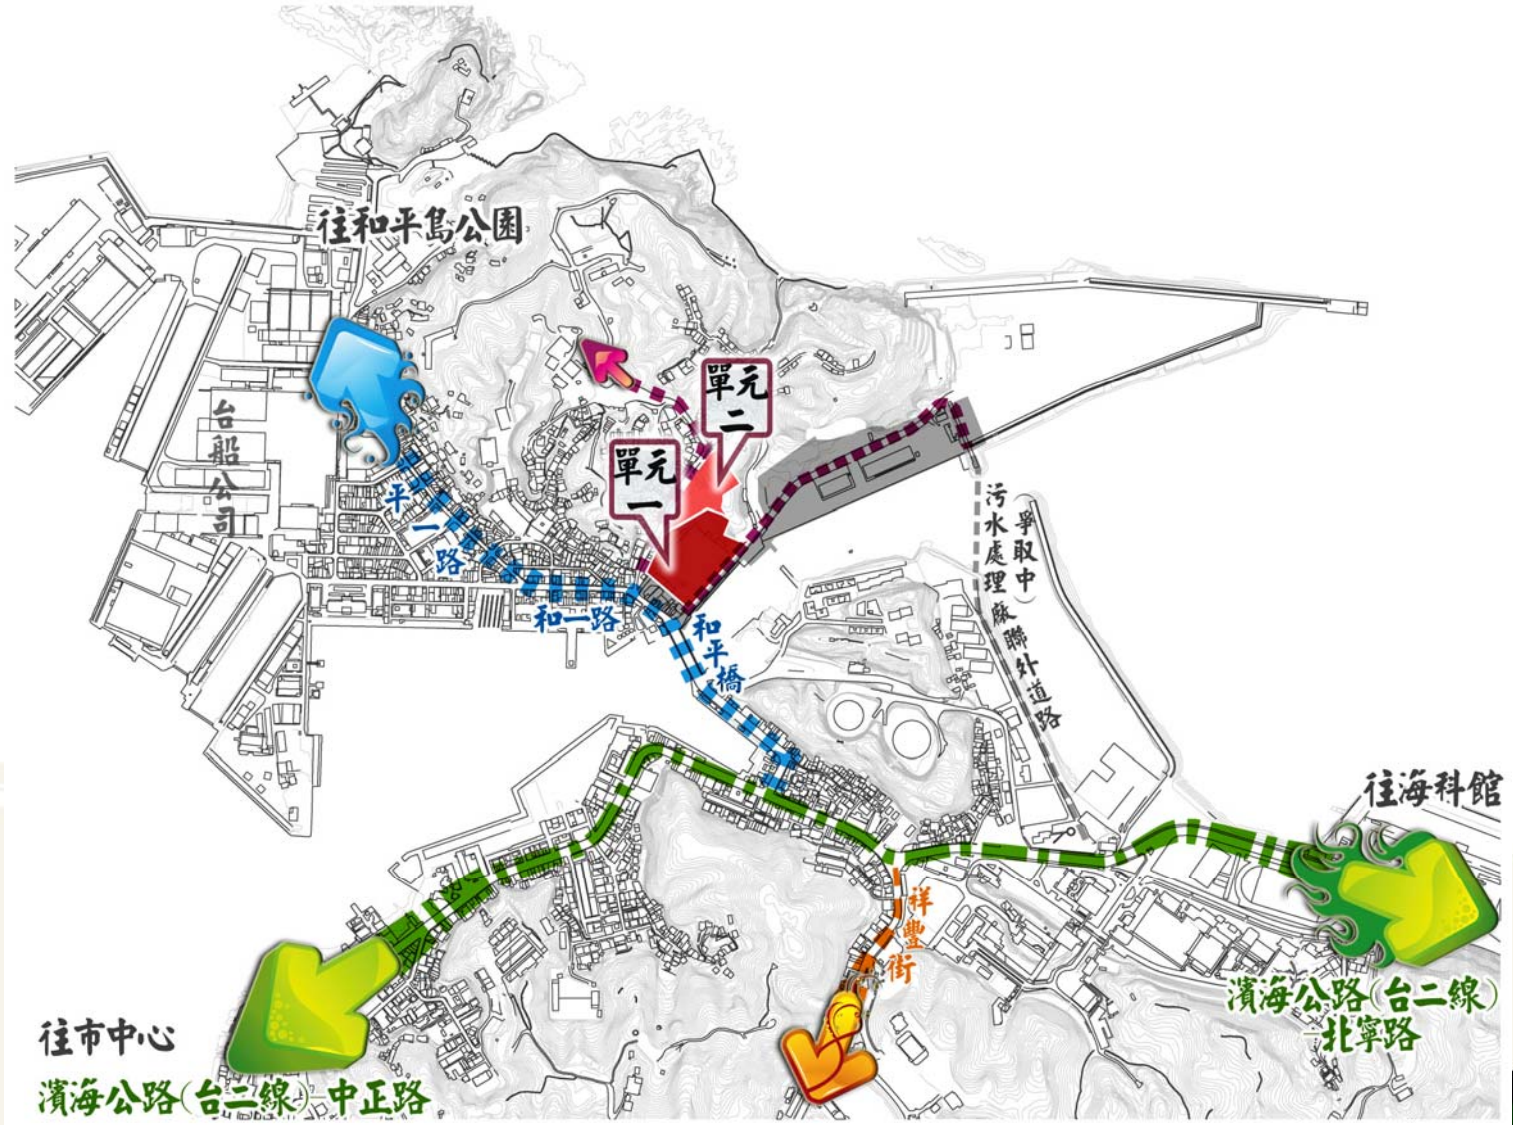 往和平島公園
單元二
單元一
台船公司
平一路
和一路
和平橋
(爭取中)
污水處理廠聯外道路
往海科館
祥豐街
濱海公路(台二線)
-北寧路
往市中心
濱海公路(台二線)-中正路